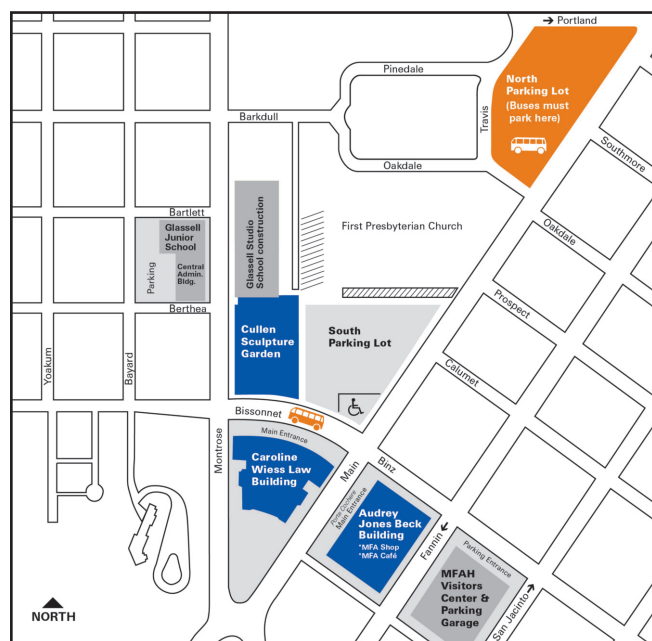 → Portland
Pinedale
North
Parking Lot
(Buses must
park here)
Travis
Barkdull
Oakdale
Southmore
Oakdale
Bartlett
Glassell
Junior
School
Central
Admin.
Bldg.
Parking
Berthea
Glassell Studio
School construction
First Presbyterian Church
Prospect
Cullen
Sculpture
Garden
South
Parking Lot
Calumet
Yoakum
Bayard
Montrose
Bissonnet
Main Entrance
Caroline
Wiess Law
Building
Main
Binz
Porte Cochere
Main Entrance
Audrey
Jones Beck
Building
*MFA Shop
*MFA Café
Fannin
Parking Entrance
MFAH
Visitors
Center &
Parking
Garage
San Jacinto
NORTH